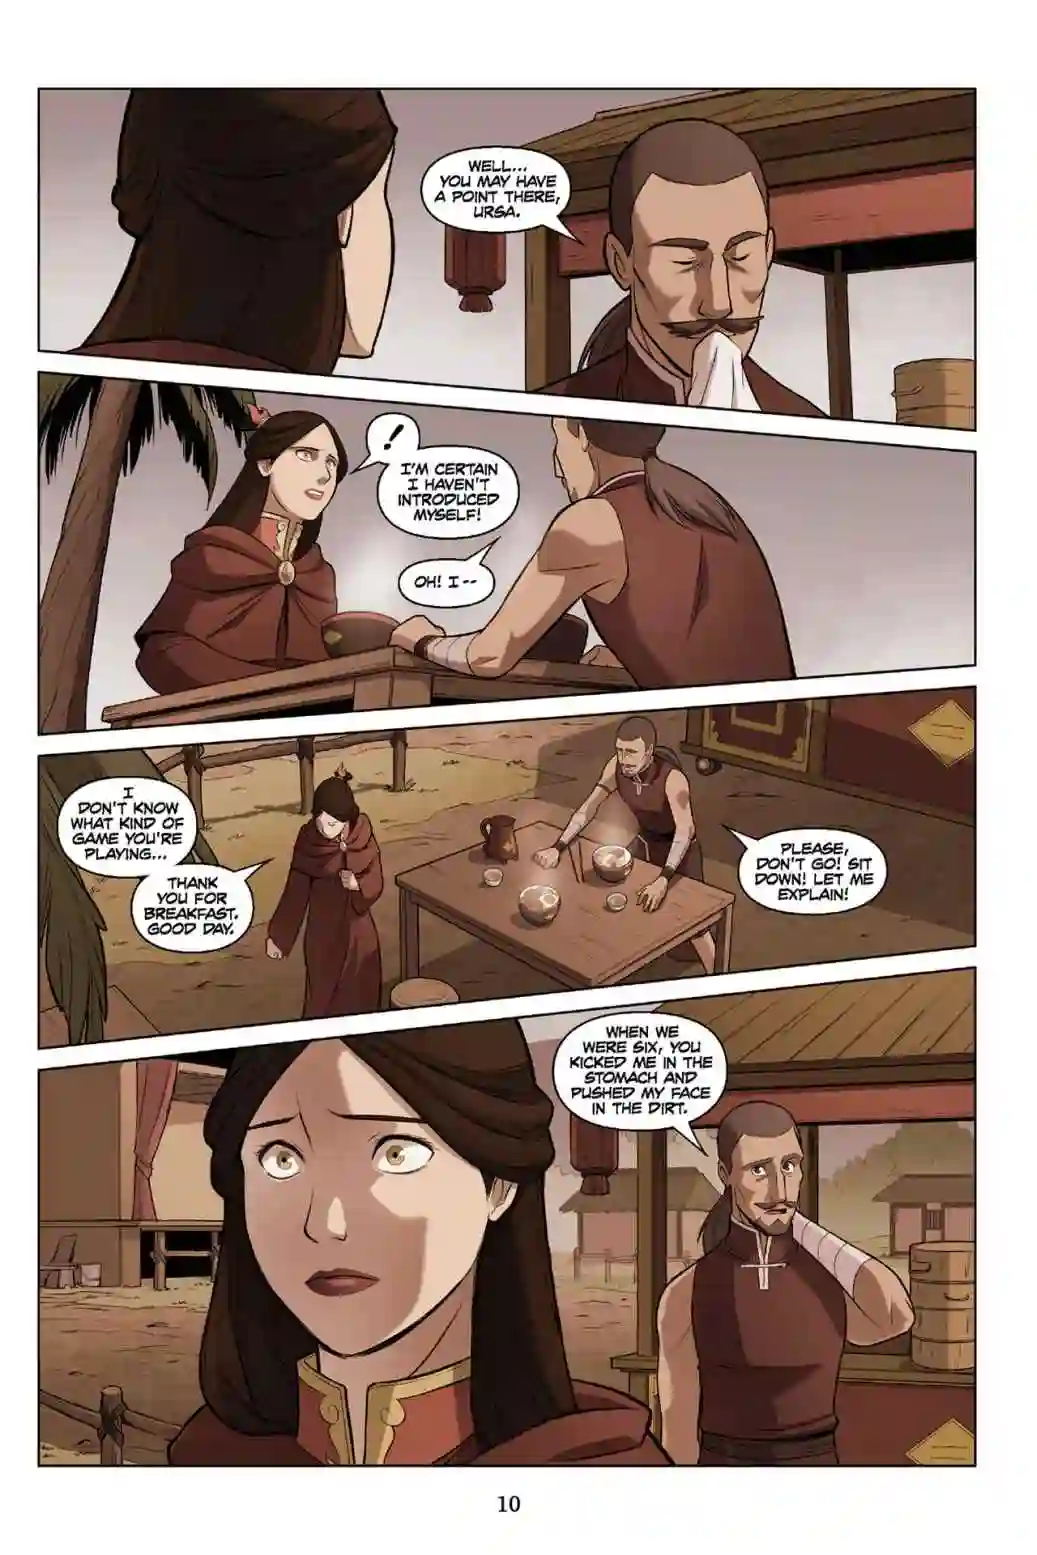 WELL...
YOU MAY HAVE
A POINT THERE,
URSA.
!
I'M CERTAIN
I HAVEN'T
INTRODUCED
MYSELF!
OH! I --
I
DON'T KNOW
WHAT KIND OF
GAME YOU'RE
PLAYING...
THANK
YOU FOR
BREAKFAST.
GOOD DAY.
PLEASE,
DON'T GO! SIT
DOWN! LET ME
EXPLAIN!
WHEN WE
WERE SIX, YOU
KICKED ME IN THE
STOMACH AND
PUSHED MY FACE
IN THE DIRT.
10